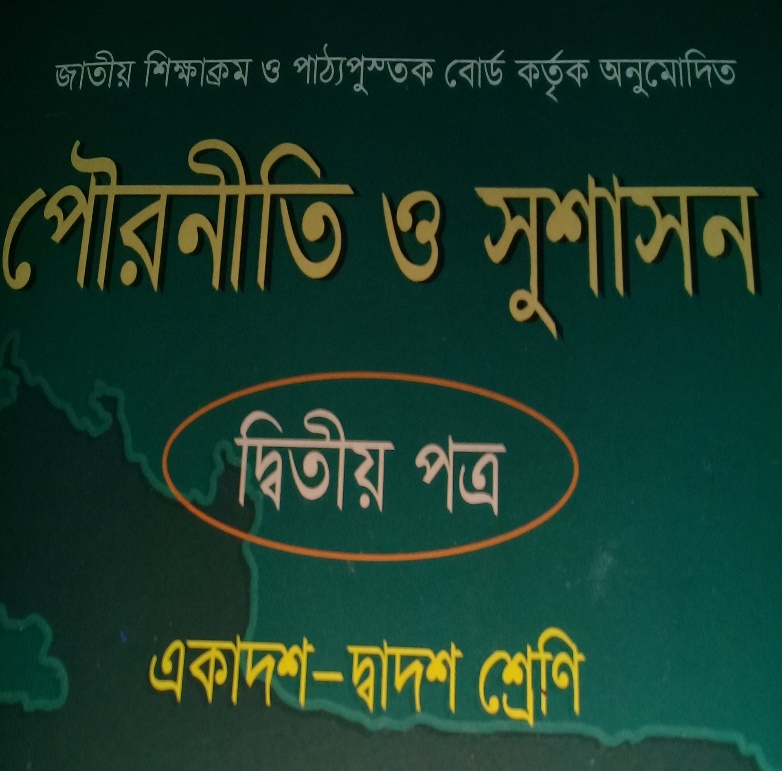 জাতীয় শিক্ষাক্রম ও পাঠ্যপুস্তক বোর্ড কর্তৃক অনুমোদিত
পৌরনীতি ও সুশাসন
দ্বিতীয় পত্র
একাদশ-দ্বাদশ শ্রেণি